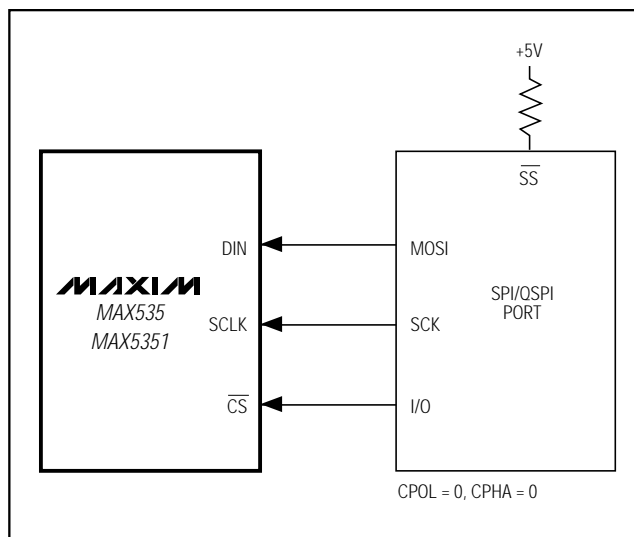 +5V
SS
DIN
MOSI
MAXIM
MAX535
MAX5351
SPI/QSPI
PORT
SCLK
SCK
CS
I/O
CPOL = 0, CPHA = 0